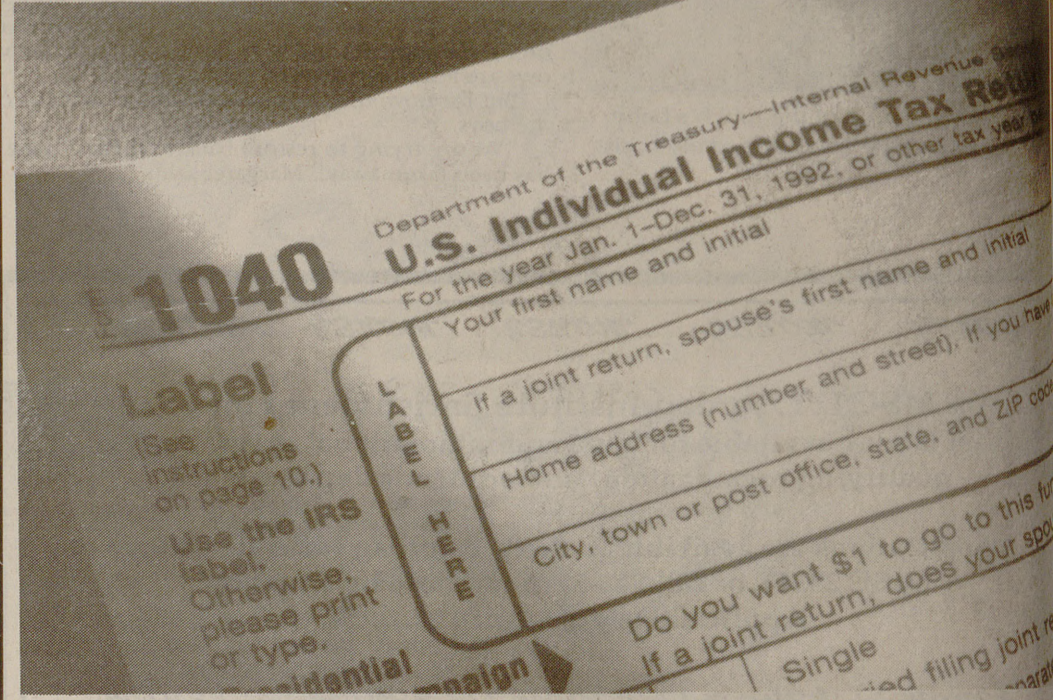 Department of the Treasury—Internal Revenue
Form 1040 U.S. Individual Income Tax
For the year Jan. 1–Dec. 31, 1992, or other tax year
Label
(See
instructions
on page 10.)
Use the IRS
label.
Otherwise,
please print
or type.
LABEL HERE
Your first name and initial
If a joint return, spouse's first name and initial
Home address (number and street). If you have
City, town or post office, state, and ZIP
Do you want $1 to go to this
If a joint return, does your
Single
filing joint